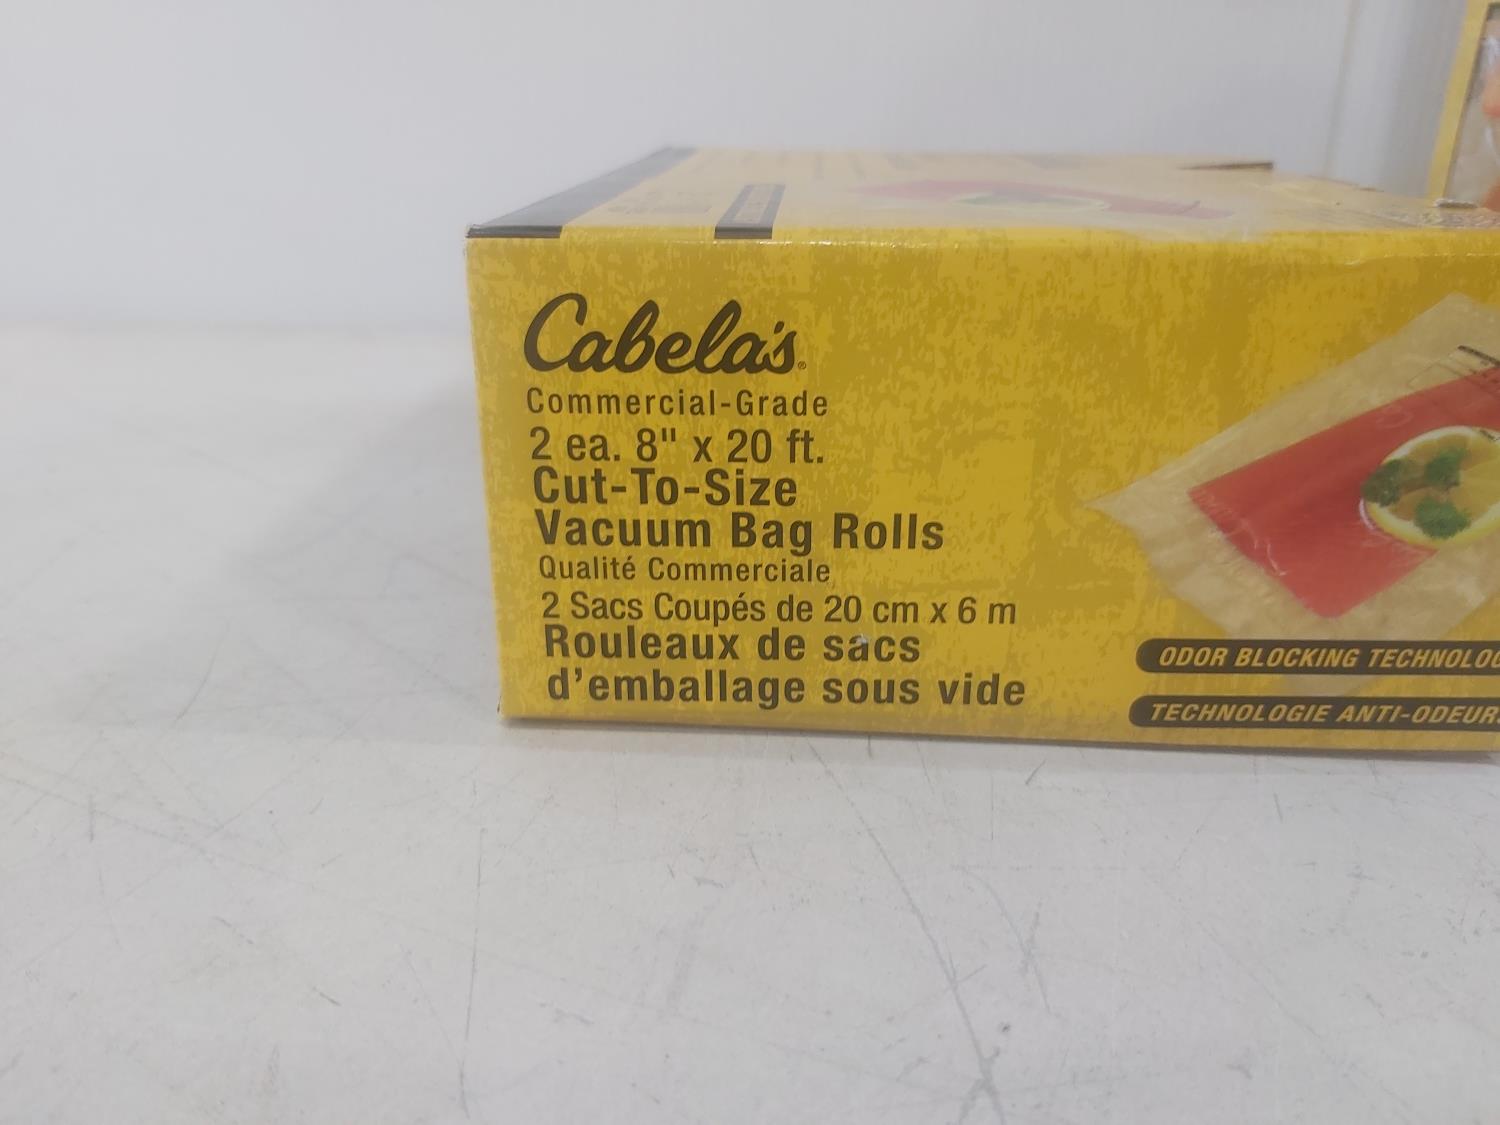 Cabela's®
Commercial-Grade
2 ea. 8" x 20 ft.
Cut-To-Size
Vacuum Bag Rolls
Qualité Commerciale
2 Sacs Coupés de 20 cm x 6 m
Rouleaux de sacs
d'emballage sous vide
ODOR BLOCKING TECHNOLOG
TECHNOLOGIE ANTI-ODEURS